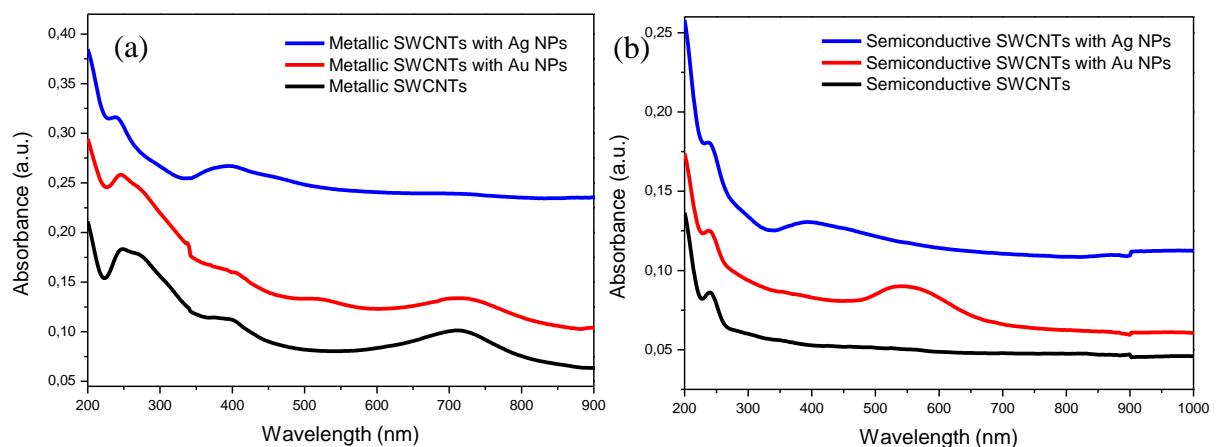 (a)
Metallic SWCNTs with Ag NPs
Metallic SWCNTs with Au NPs
Metallic SWCNTs
Absorbance (a.u.)
0,40
0,35
0,30
0,25
0,20
0,15
0,10
0,05
200 300 400 500 600 700 800 900
Wavelength (nm)
(b)
Semiconductive SWCNTs with Ag NPs
Semiconductive SWCNTs with Au NPs
Semiconductive SWCNTs
Absorbance (a.u.)
0,25
0,20
0,15
0,10
0.05
200 300 400 500 600 700 800 900 1000
Wavelength (nm)